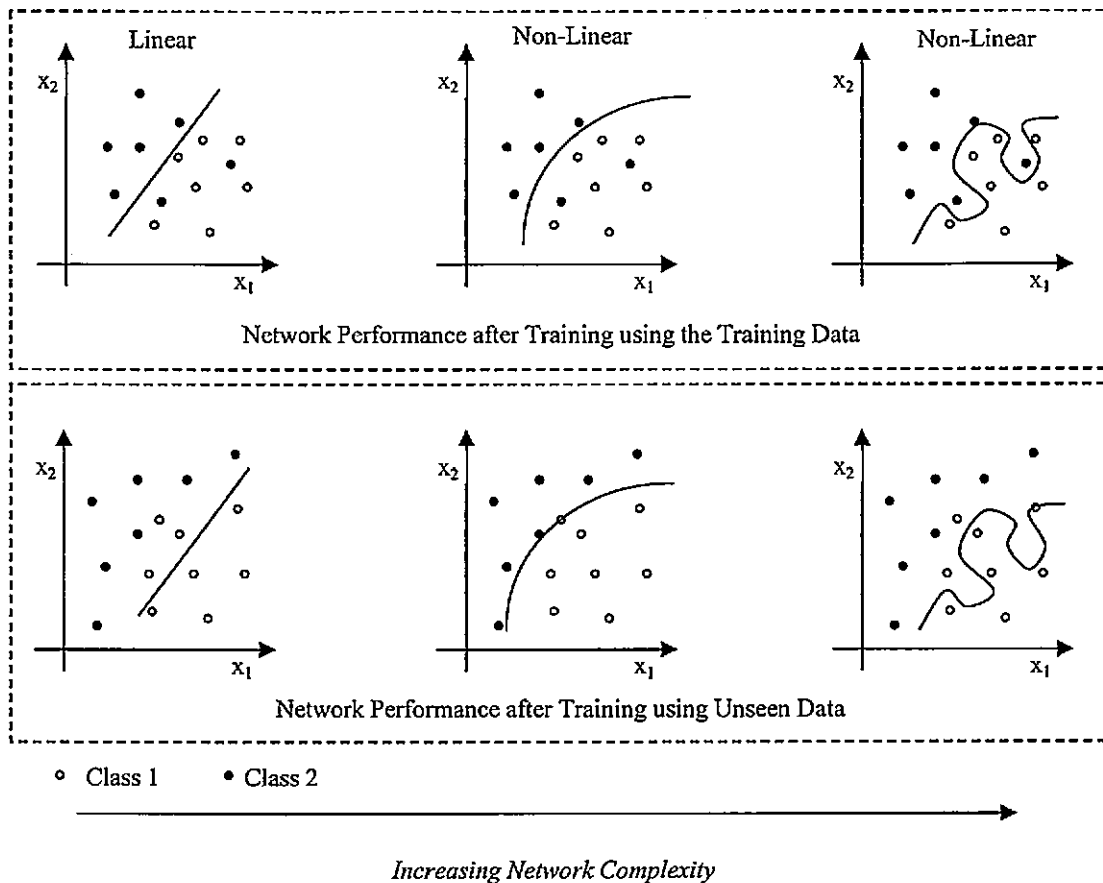 Linear
Non-Linear
Non-Linear
X2
X1
X2
X1
X2
X1
Network Performance after Training using the Training Data
X2
X1
X2
X1
X2
X1
Network Performance after Training using Unseen Data
Class 1
Class 2
Increasing Network Complexity